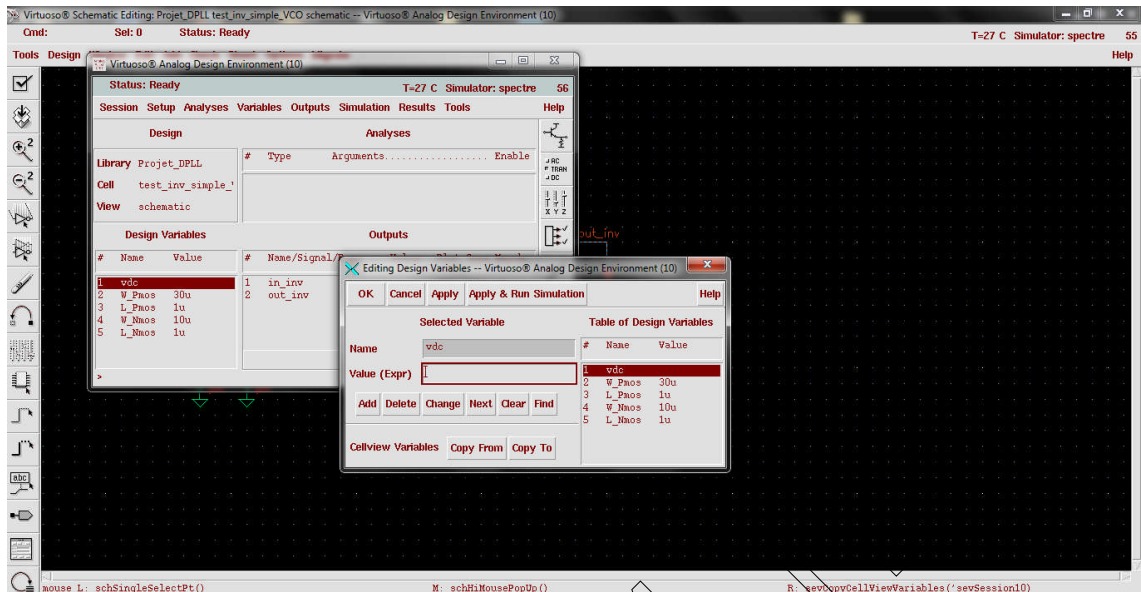 Virtuoso® Schematic Editing: Projet_DPLL test_inv_simple_VCO schematic -- Virtuoso® Analog Design Environment (10)
Cmd: Sel: 0 Status: Ready T=27 C Simulator: spectre 55
Tools Design Help
Virtuoso® Analog Design Environment (10)
Status: Ready T=27 C Simulator: spectre 56
Session Setup Analyses Variables Outputs Simulation Results Tools Help
Design Analyses
Library Projet_DPLL
Cell test_inv_simple_
View schematic
# Type Arguments.................. Enable
AC
TRAN
DC
X Y Z
Design Variables Outputs
# Name Value
1 vdc
2 W_Pmos 30u
3 L_Pmos 1u
4 W_Nmos 10u
5 L_Nmos 1u
>
# Name/Signal/
1 in_inv
2 out_inv
out_inv
Editing Design Variables -- Virtuoso® Analog Design Environment (10)
OK Cancel Apply Apply & Run Simulation Help
Selected Variable
Name vdc
Value (Expr)
Add Delete Change Next Clear Find
Cellview Variables Copy From Copy To
Table of Design Variables
# Name Value
1 vdc
2 W_Pmos 30u
3 L_Pmos 1u
4 W_Nmos 10u
5 L_Nmos 1u
abc
mouse L: schSingleSelectPt() M: schHiMousePopUp() R: sevCopyCellViewVariables('sevSession10)